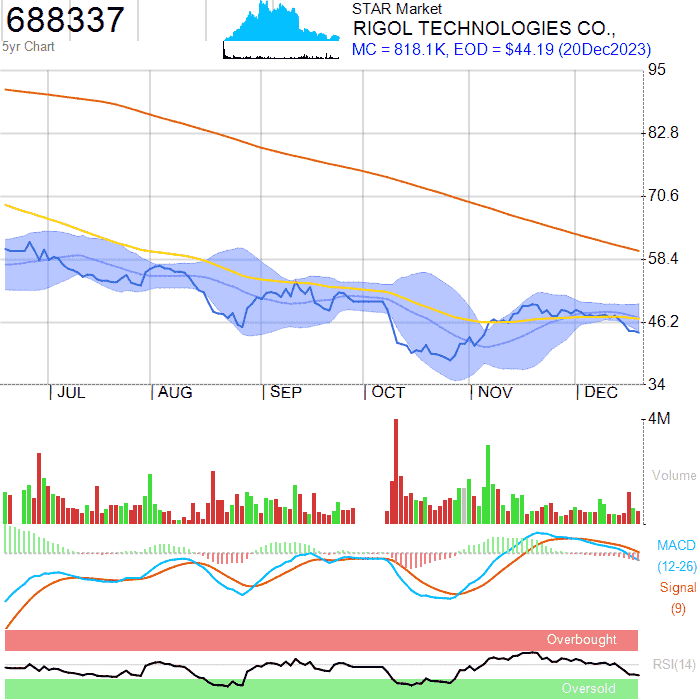 688337
5yr Chart
STAR Market
RIGOL TECHNOLOGIES CO.,
MC = 818.1K, EOD = $44.19 (20Dec2023)
95
82.8
70.6
58.4
46.2
34
JUL
AUG
SEP
OCT
NOV
DEC
4M
Volume
MACD
(12-26)
Signal
(9)
Overbought
RSI(14)
Oversold